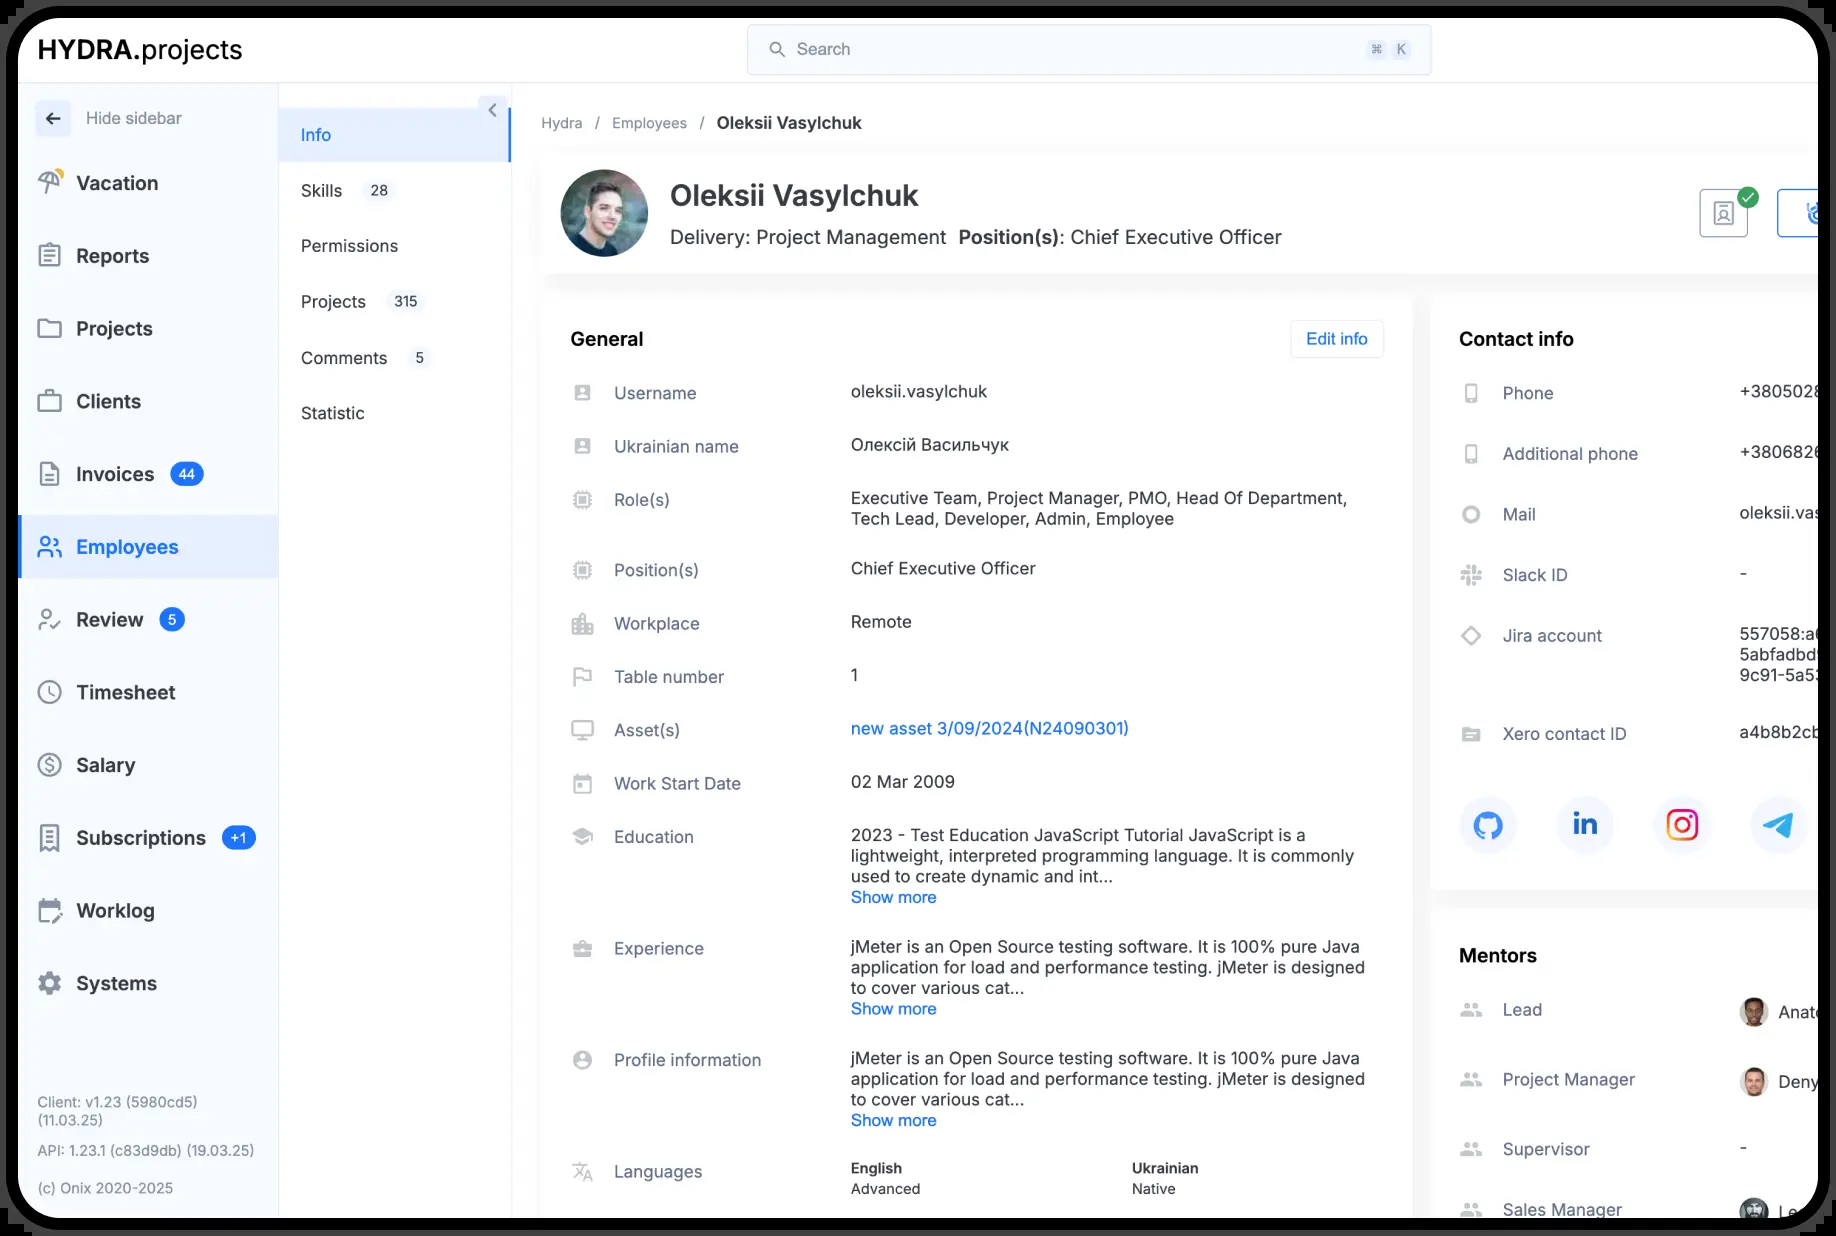 HYDRA.projects
Search
⌘ K
Hide sidebar
Vacation
Reports
Projects
Clients
Invoices 44
Employees
Review 5
Timesheet
Salary
Subscriptions +1
Worklog
Systems
Client: v1.23 (5980cd5)
(11.03.25)
API: 1.23.1 (c83d9db) (19.03.25)
(c) Onix 2020-2025
Info
Skills 28
Permissions
Projects 315
Comments 5
Statistic
Hydra / Employees / Oleksii Vasylchuk
Oleksii Vasylchuk
Delivery: Project Management Position(s): Chief Executive Officer
General
Edit info
Username oleksii.vasylchuk
Ukrainian name Олексій Васильчук
Role(s) Executive Team, Project Manager, PMO, Head Of Department,
Tech Lead, Developer, Admin, Employee
Position(s) Chief Executive Officer
Workplace Remote
Table number 1
Asset(s) new asset 3/09/2024(N24090301)
Work Start Date 02 Mar 2009
Education 2023 - Test Education JavaScript Tutorial JavaScript is a
lightweight, interpreted programming language. It is commonly
used to create dynamic and int...
Show more
Experience jMeter is an Open Source testing software. It is 100% pure Java
application for load and performance testing. jMeter is designed
to cover various cat...
Show more
Profile information jMeter is an Open Source testing software. It is 100% pure Java
application for load and performance testing. jMeter is designed
to cover various cat...
Show more
Languages English Ukrainian
Advanced Native
Contact info
Phone +380502
Additional phone +380682
Mail oleksii.vas
Slack ID -
Jira account 557058:a
5abfadbd
9c91-5a5
Xero contact ID a4b8b2c
in
Mentors
Lead Anat
Project Manager Deny
Supervisor -
Sales Manager Le